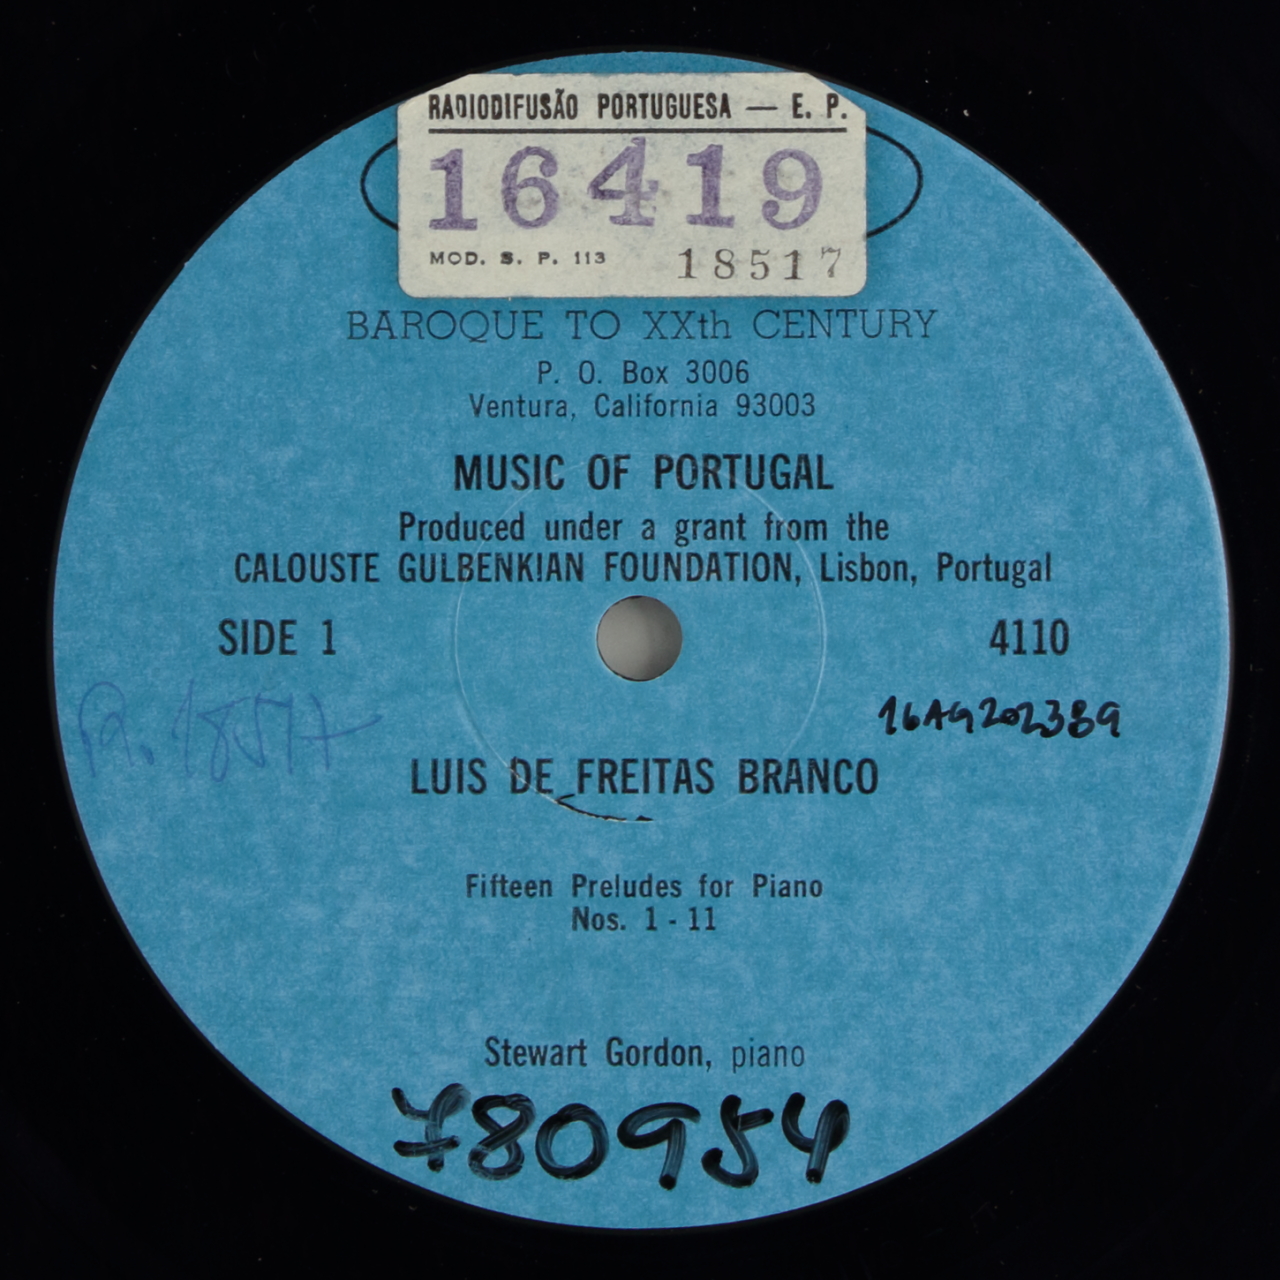 RADIODIFUSÃO PORTUGUESA — E. P.
16419
MOD. S. P. 113 18517
BAROQUE TO XXth CENTURY
P. O. Box 3006
Ventura, California 93003
MUSIC OF PORTUGAL
Produced under a grant from the
CALOUSTE GULBENKIAN FOUNDATION, Lisbon, Portugal
SIDE 1 4110
16AG202389
LUIS DE FREITAS BRANCO
Fifteen Preludes for Piano
Nos. 1 - 11
Stewart Gordon, piano
780954